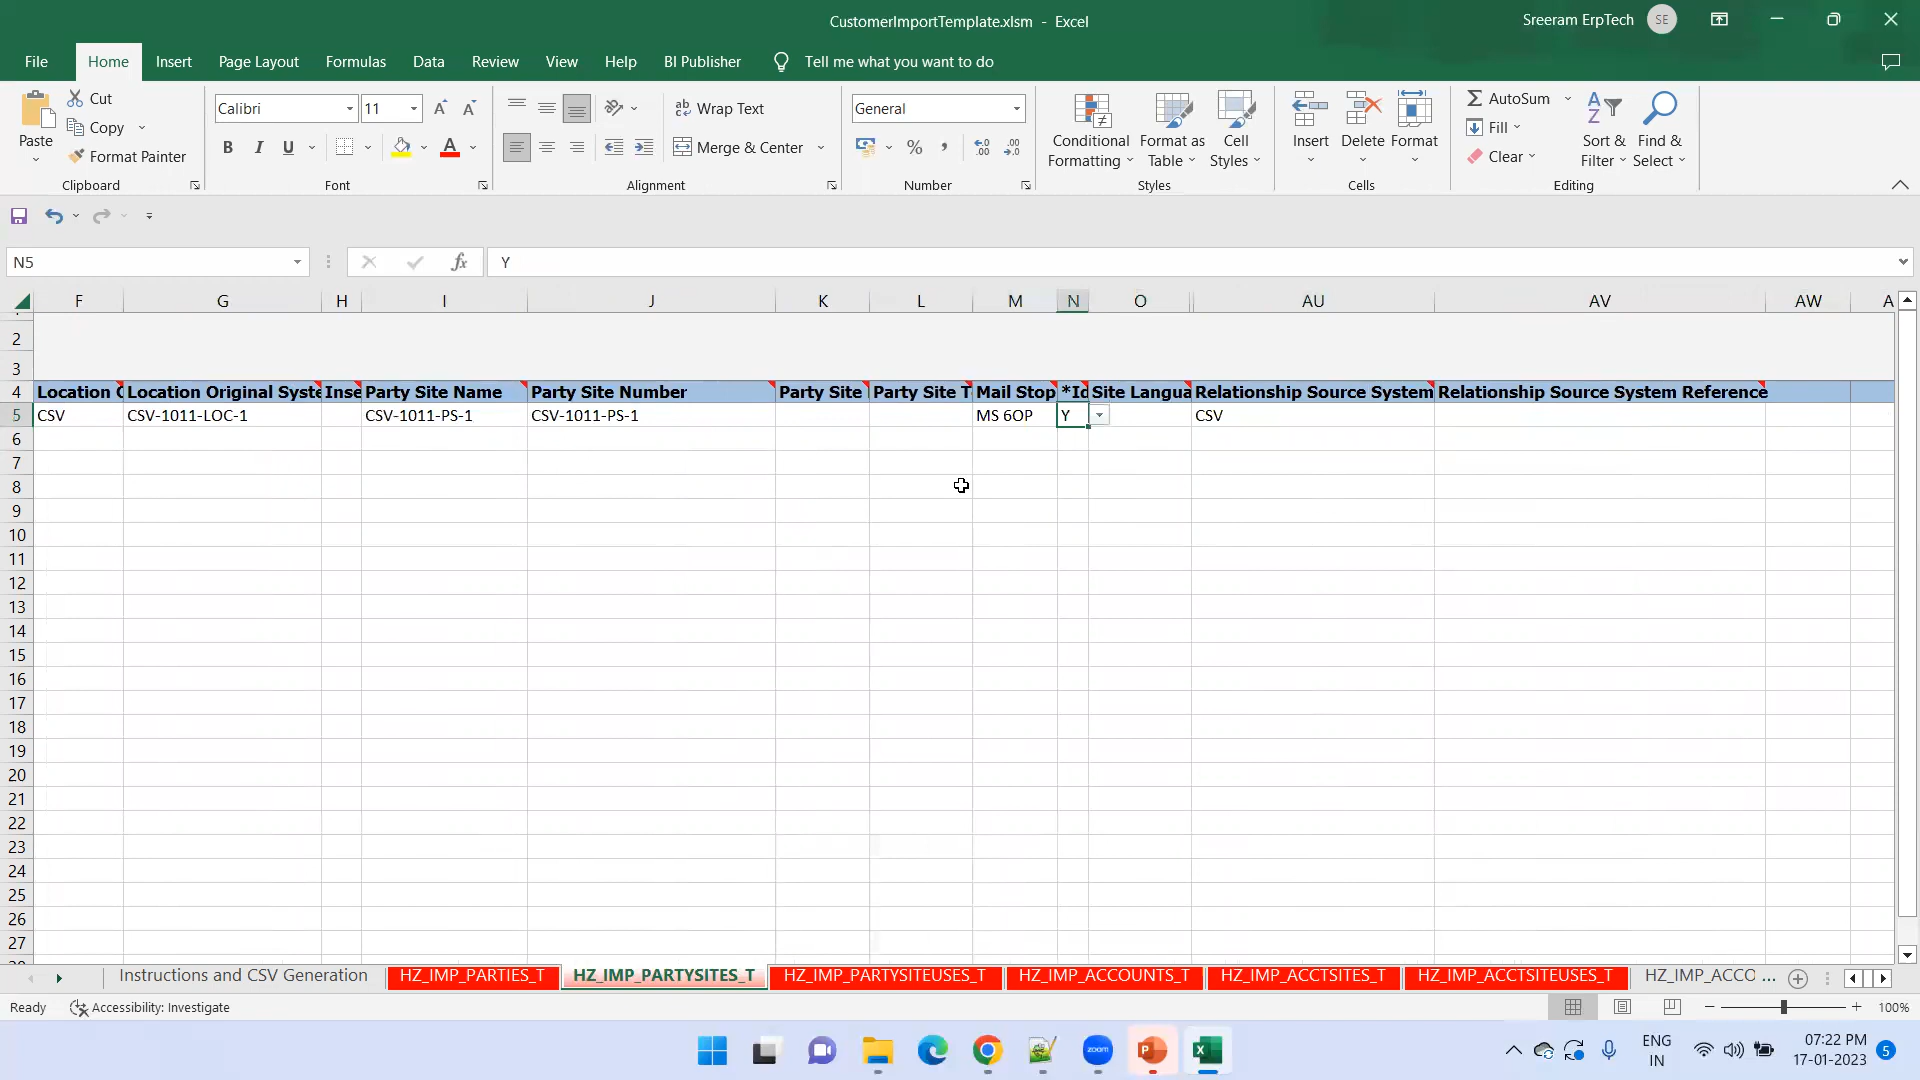 CustomerImportTemplate.xlsm - Excel
Sreeram ErpTech
SE
File Home Insert Page Layout Formulas Data Review View Help BI Publisher Tell me what you want to do
Paste
Cut
Copy
Format Painter
Clipboard
Calibri 11
B I U
Font
Wrap Text
Merge & Center
Alignment
General
% ,
Number
Conditional Formatting
Format as Table
Cell Styles
Styles
Insert Delete Format
Cells
AutoSum
Fill
Clear
Sort & Filter
Find & Select
Editing
N5 fx Y
F G H I J K L M N O AU AV AW A
2
3
4 Location O Location Original Syste Inse Party Site Name Party Site Number Party Site Party Site T Mail Stop *Id Site Langua Relationship Source System Relationship Source System Reference
5 CSV CSV-1011-LOC-1 CSV-1011-PS-1 CSV-1011-PS-1 MS 6OP Y CSV
6
7
8
9
10
11
12
13
14
15
16
17
18
19
20
21
22
23
24
25
26
27
Instructions and CSV Generation HZ_IMP_PARTIES_T HZ_IMP_PARTYSITES_T HZ_IMP_PARTYSITEUSES_T HZ_IMP_ACCOUNTS_T HZ_IMP_ACCTSITES_T HZ_IMP_ACCTSITEUSES_T HZ_IMP_ACCO ...
Ready Accessibility: Investigate 100%
zoom
ENG
IN
07:22 PM
17-01-2023
5